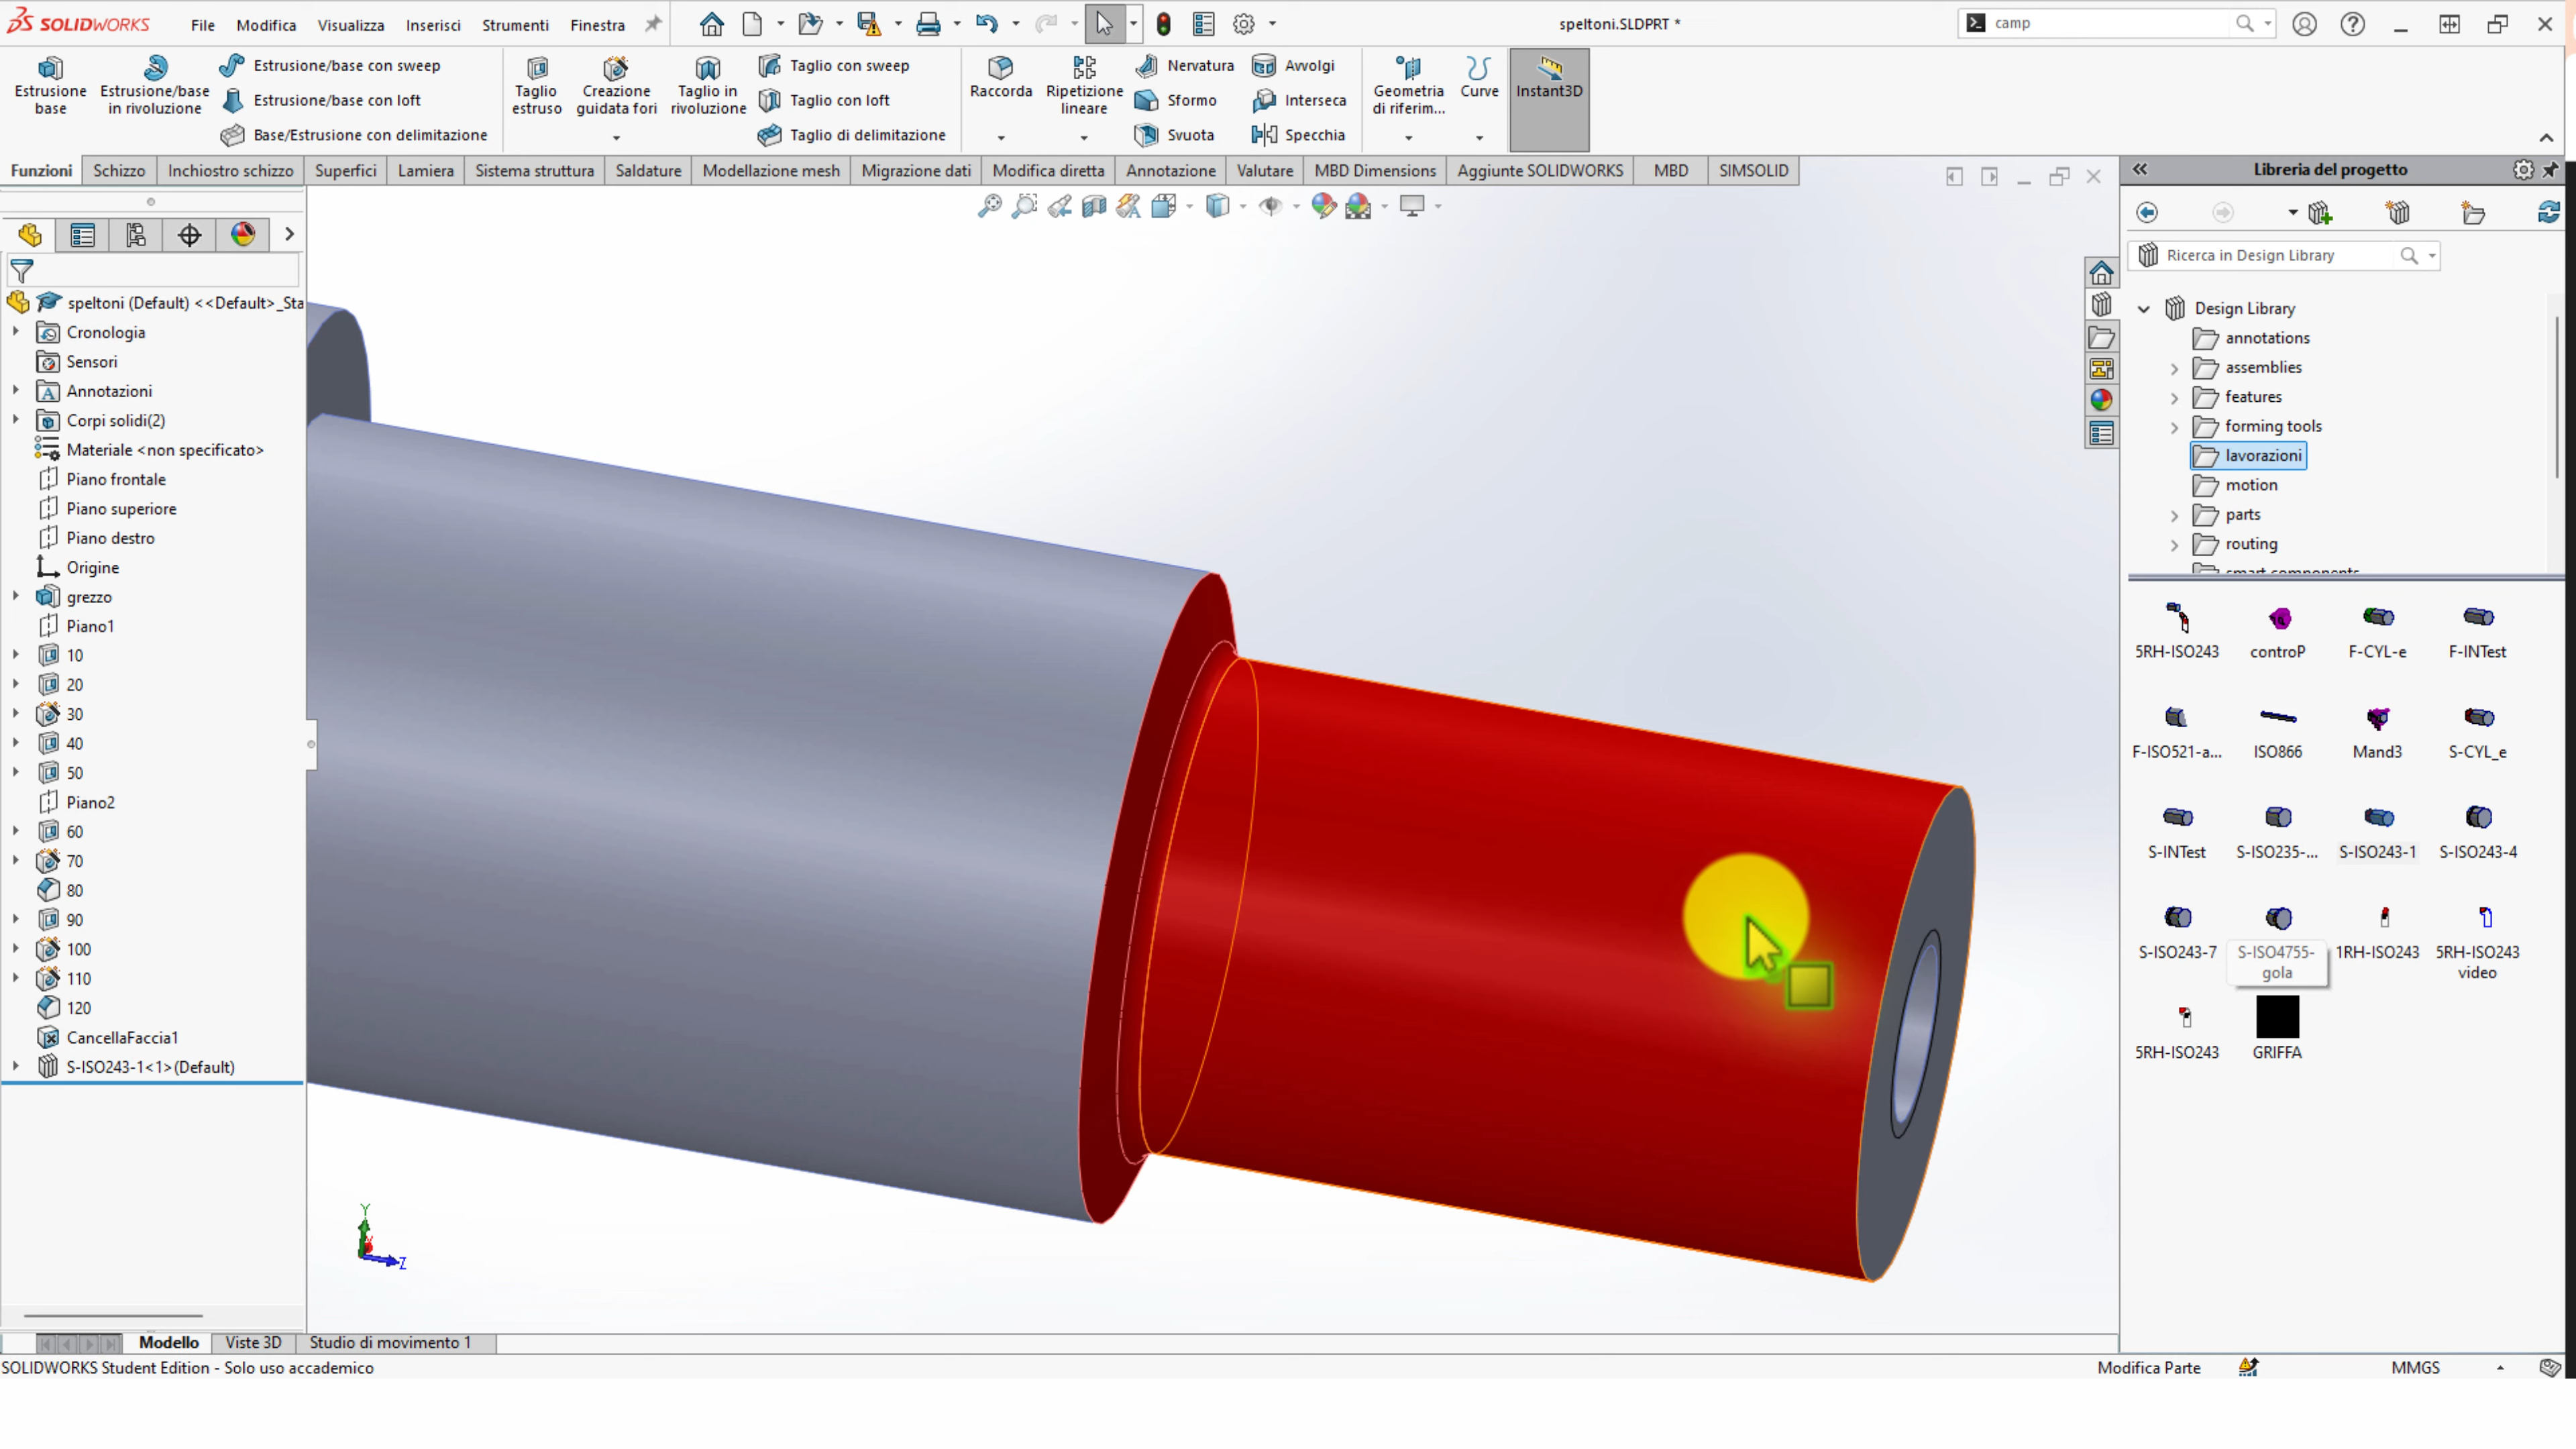 SOLIDWORKS
File Modifica Visualizza Inserisci Strumenti Finestra
speltoni.SLDPRT *
camp
Estrusione base
Estrusione/base in rivoluzione
Estrusione/base con sweep
Estrusione/base con loft
Base/Estrusione con delimitazione
Taglio estruso
Creazione guidata fori
Taglio in rivoluzione
Taglio con sweep
Taglio con loft
Taglio di delimitazione
Raccorda
Ripetizione lineare
Nervatura
Sformo
Svuota
Avvolgi
Interseca
Specchia
Geometria di riferim...
Curve
Instant3D
Funzioni Schizzo Inchiostro schizzo Superfici Lamiera Sistema struttura Saldature Modellazione mesh Migrazione dati Modifica diretta Annotazione Valutare MBD Dimensions Aggiunte SOLIDWORKS MBD SIMSOLID
speltoni (Default) <<Default>_Sta
Cronologia
Sensori
Annotazioni
Corpi solidi(2)
Materiale <non specificato>
Piano frontale
Piano superiore
Piano destro
Origine
grezzo
Piano1
10
20
30
40
50
Piano2
60
70
80
90
100
110
120
CancellaFaccia1
S-ISO243-1<1>(Default)
Y
Z
Libreria del progetto
Ricerca in Design Library
Design Library
annotations
assemblies
features
forming tools
lavorazioni
motion
parts
routing
smart components
5RH-ISO243 controP F-CYL-e F-INTest
F-ISO521-a... ISO866 Mand3 S-CYL_e
S-INTest S-ISO235-... S-ISO243-1 S-ISO243-4
S-ISO243-7 S-ISO4755-gola 1RH-ISO243 5RH-ISO243 video
5RH-ISO243 GRIFFA
Modello Viste 3D Studio di movimento 1
SOLIDWORKS Student Edition - Solo uso accademico
Modifica Parte
MMGS